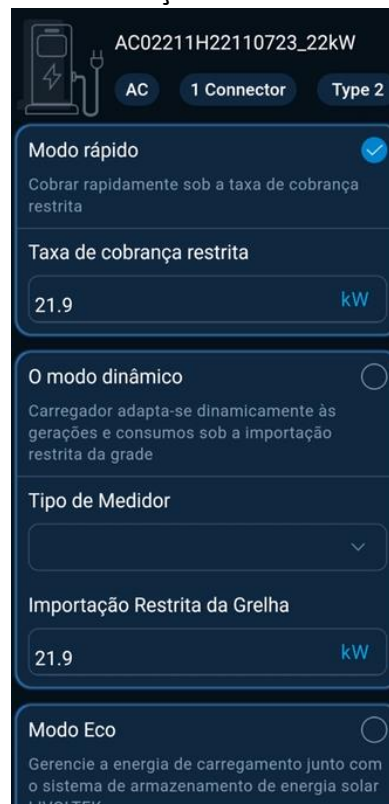 AC02211H22110723_22kW
AC 1 Connector Type 2
Modo rápido
Cobrar rapidamente sob a taxa de cobrança
restrita
Taxa de cobrança restrita
21.9 kW
O modo dinâmico
Carregador adapta-se dinamicamente às
gerações e consumos sob a importação
restrita da grade
Tipo de Medidor
Importação Restrita da Grelha
21.9 kW
Modo Eco
Gerencie a energia de carregamento junto com
o sistema de armazenamento de energia solar